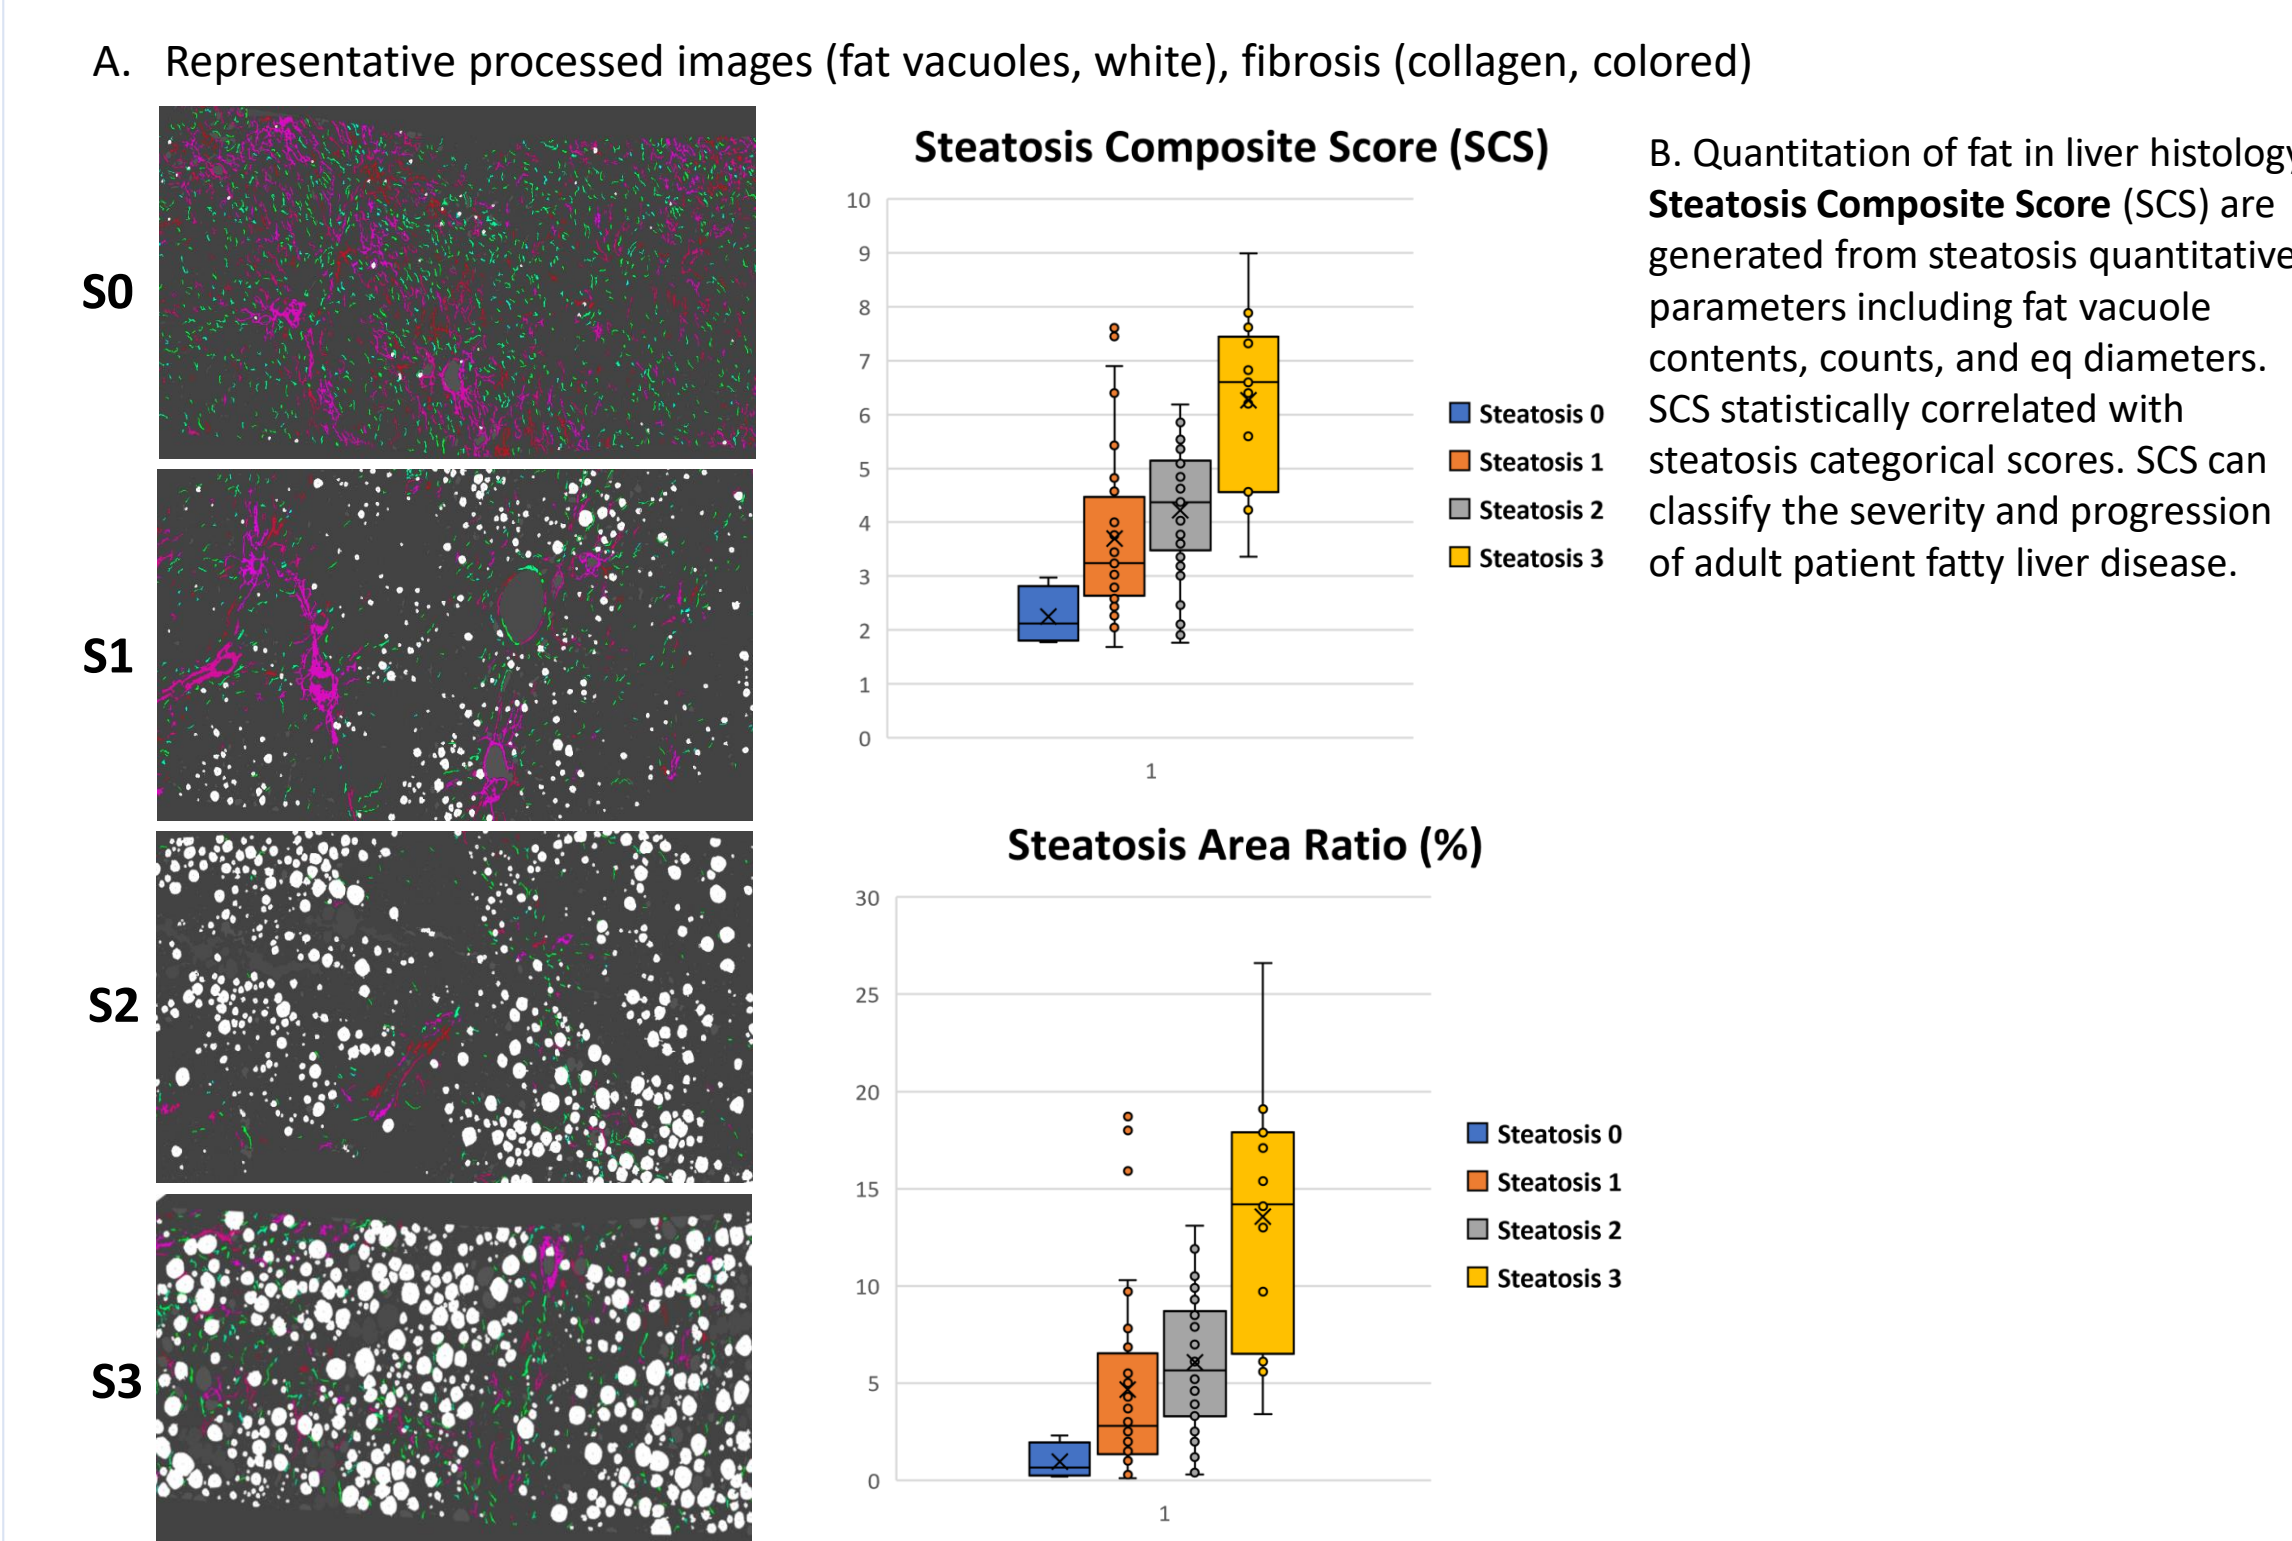 A. Representative processed images (fat vacuoles, white), fibrosis (collagen, colored)
S0
S1
S2
S3
Steatosis Composite Score (SCS)
10
9
8
7
6
5
4
3
2
1
0
1
Steatosis 0
Steatosis 1
Steatosis 2
Steatosis 3
B. Quantitation of fat in liver histology
Steatosis Composite Score (SCS) are
generated from steatosis quantitative
parameters including fat vacuole
contents, counts, and eq diameters.
SCS statistically correlated with
steatosis categorical scores. SCS can
classify the severity and progression
of adult patient fatty liver disease.
Steatosis Area Ratio (%)
30
25
20
15
10
5
0
1
Steatosis 0
Steatosis 1
Steatosis 2
Steatosis 3